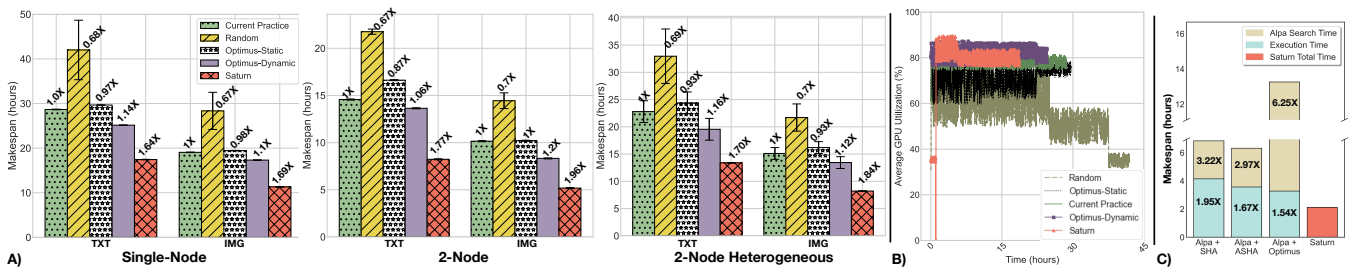 A)
Makespan (hours)
40
30
20
10
0
Current Practice
Random
Optimus-Static
Optimus-Dynamic
Saturn
1.0X
0.68X
0.97X
1.14X
1.64X
1X
0.67X
0.98X
1.1X
1.69X
TXT
IMG
Single-Node
Makespan (hours)
20
15
10
5
0
1X
0.67X
0.87X
1.06X
1.77X
1X
0.7X
1X
1.2X
1.96X
TXT
IMG
2-Node
Makespan (hours)
40
35
30
25
20
15
10
5
0
1X
0.69X
0.93X
1.16X
1.70X
1X
0.7X
0.93X
1.12X
1.84X
TXT
IMG
2-Node Heterogeneous
B)
Average GPU Utilization (%)
100
80
60
40
20
0
Random
Optimus-Static
Current Practice
Optimus-Dynamic
Saturn
0
15
30
45
Time (hours)
C)
Makespan (hours)
16
14
12
6
4
2
0
Alpa Search Time
Execution Time
Saturn Total Time
3.22X
1.95X
2.97X
1.67X
6.25X
1.54X
Alpa +
SHA
Alpa +
ASHA
Alpa +
Optimus
Saturn